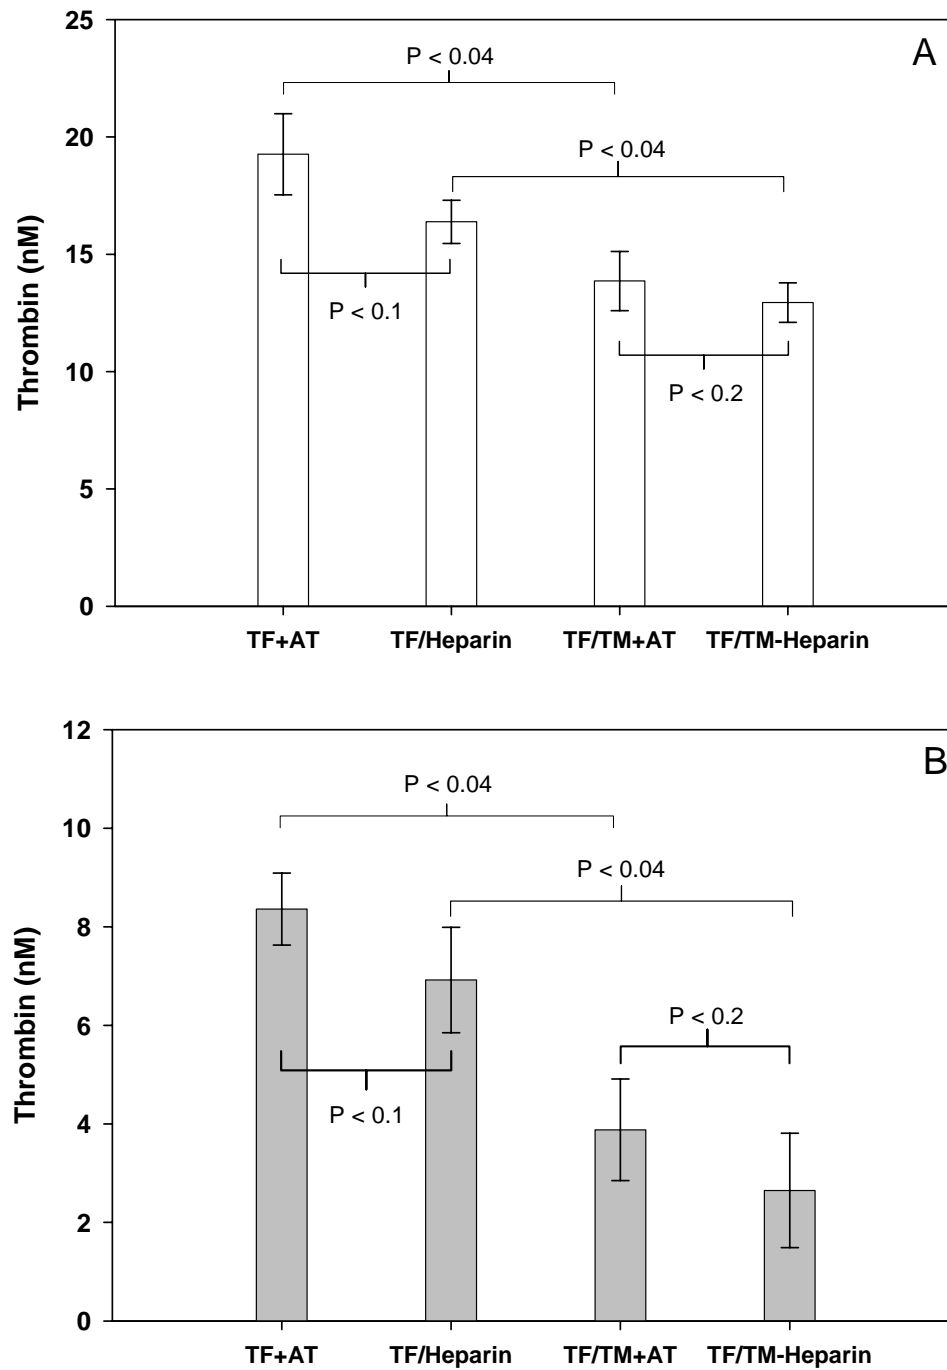 A
P < 0.04
P < 0.04
P < 0.1
P < 0.2
Thrombin (nM)
25
20
15
10
5
0
TF+AT TF/Heparin TF/TM+AT TF/TM-Heparin
B
P < 0.04
P < 0.04
P < 0.2
P < 0.1
Thrombin (nM)
12
10
8
6
4
2
0
TF+AT TF/Heparin TF/TM+AT TF/TM-Heparin